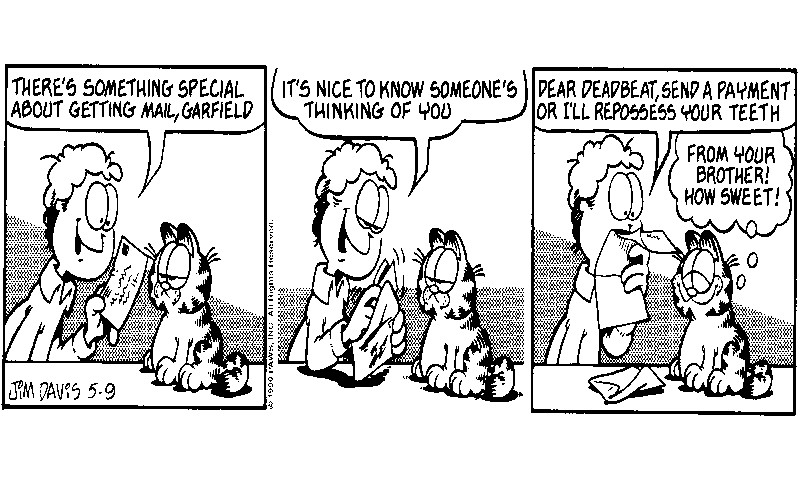 THERE'S SOMETHING SPECIAL
ABOUT GETTING MAIL, GARFIELD
JIM DAVIS 5-9
IT'S NICE TO KNOW SOMEONE'S
THINKING OF YOU
DEAR DEADBEAT, SEND A PAYMENT
OR I'LL REPOSSESS YOUR TEETH
FROM YOUR
BROTHER!
HOW SWEET!